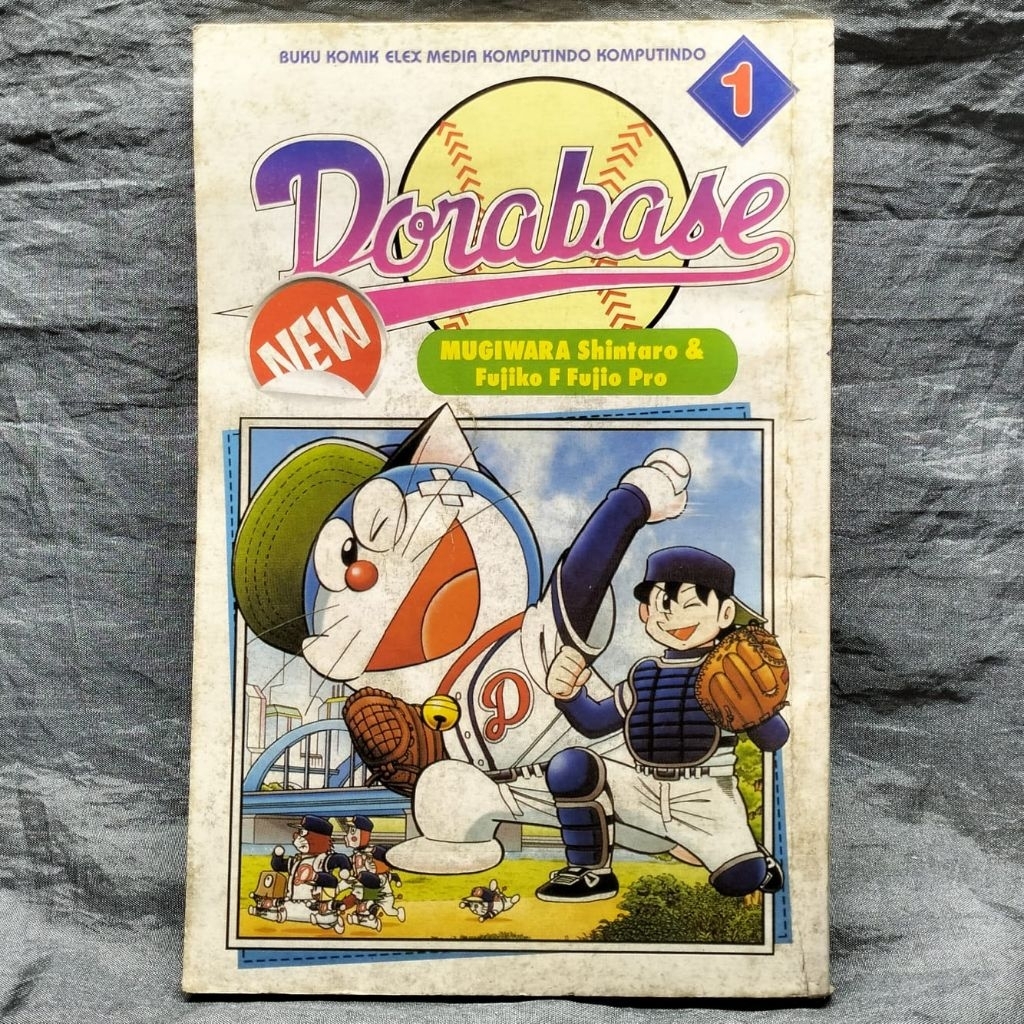 BUKU KOMIK ELEX MEDIA KOMPUTINDO KOMPUTINDO
1
Dorabase
NEW
MUGIWARA Shintaro &
Fujiko F Fujio Pro
D